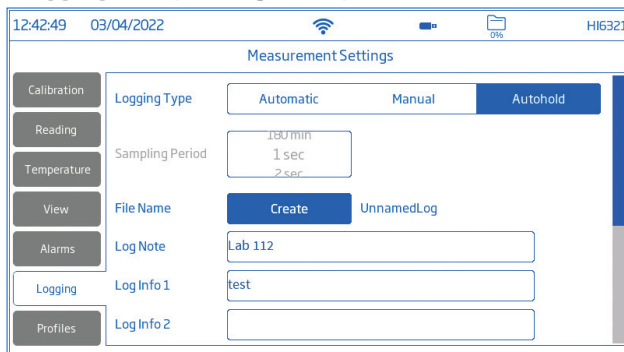 12:42:49 03/04/2022 0% HI6321
Measurement Settings
Calibration
Reading
Temperature
View
Alarms
Logging
Profiles
Logging Type Automatic Manual Autohold
180 min
Sampling Period 1 sec
2 sec
File Name Create UnnamedLog
Log Note Lab 112
Log Info 1 test
Log Info 2